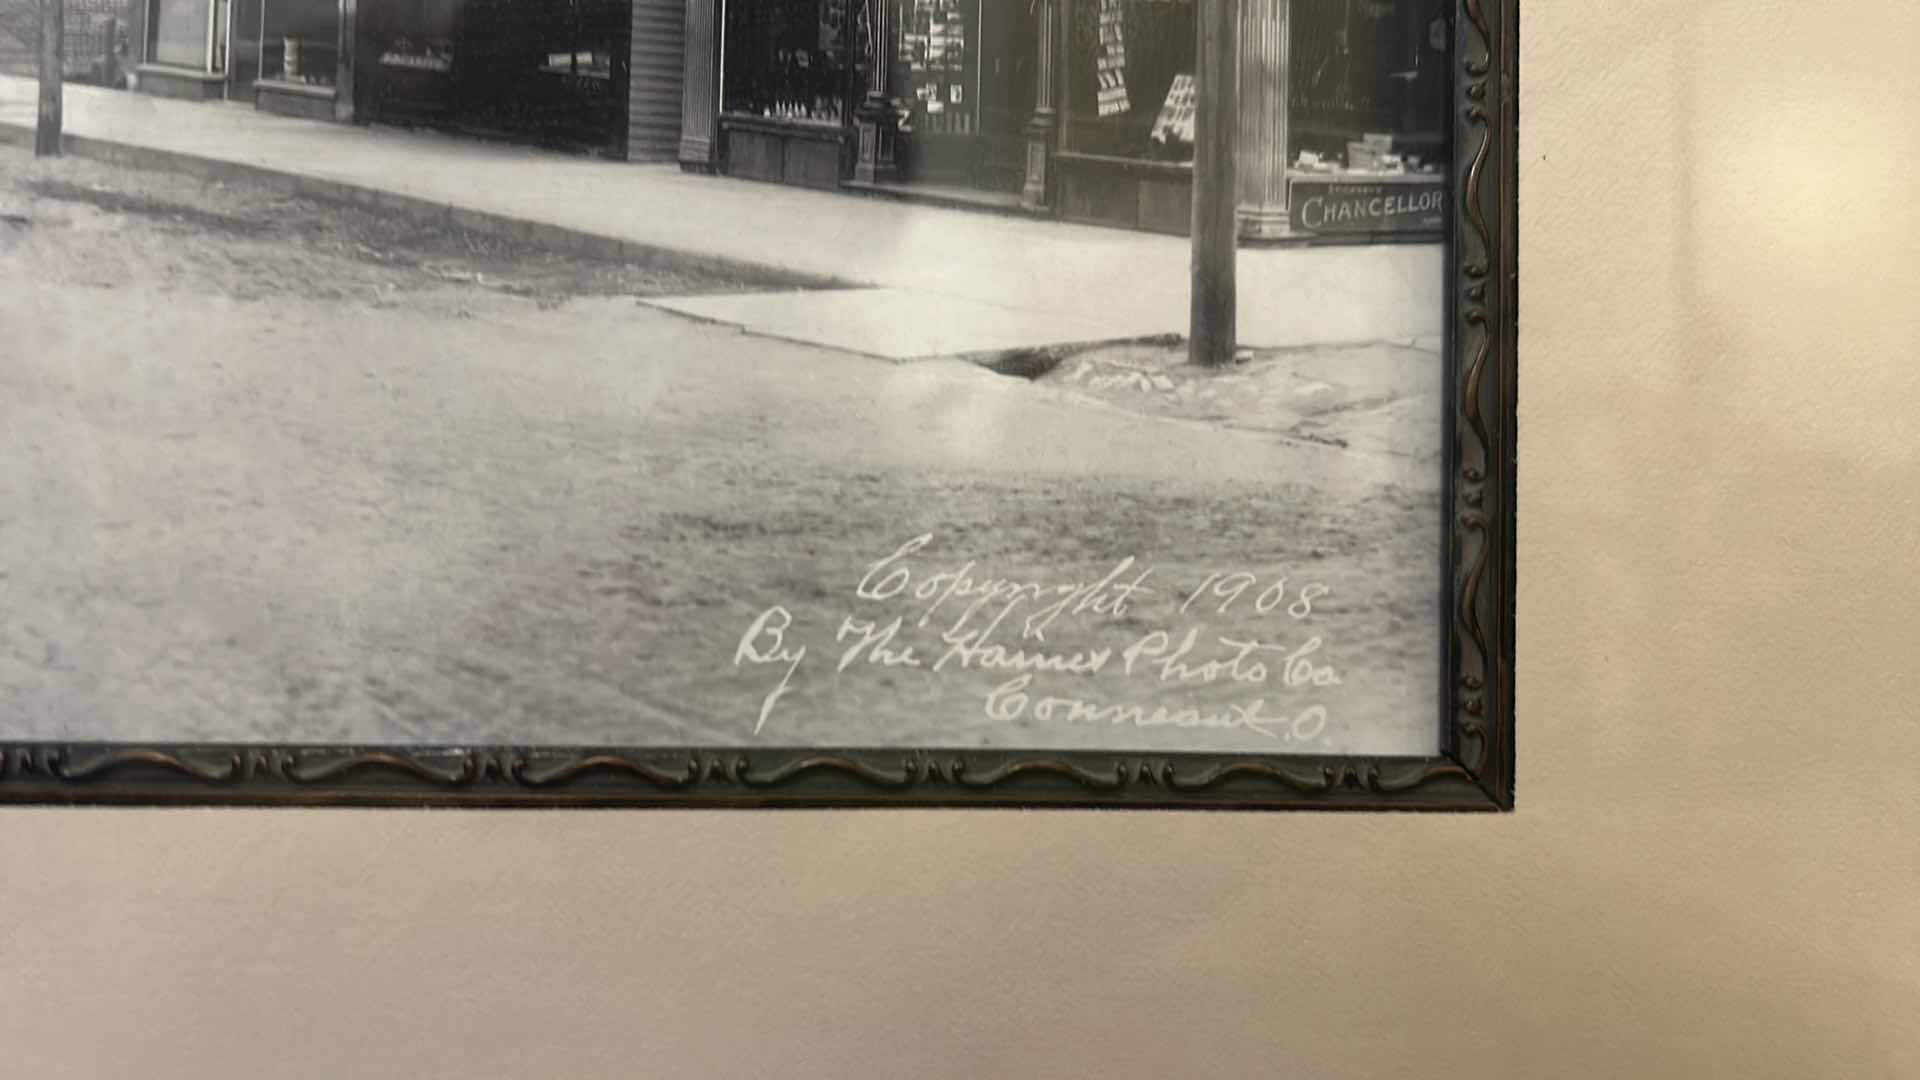 CHANCELLOR
Copyright 1908
By The Haines Photo Co
Conneaut, O.